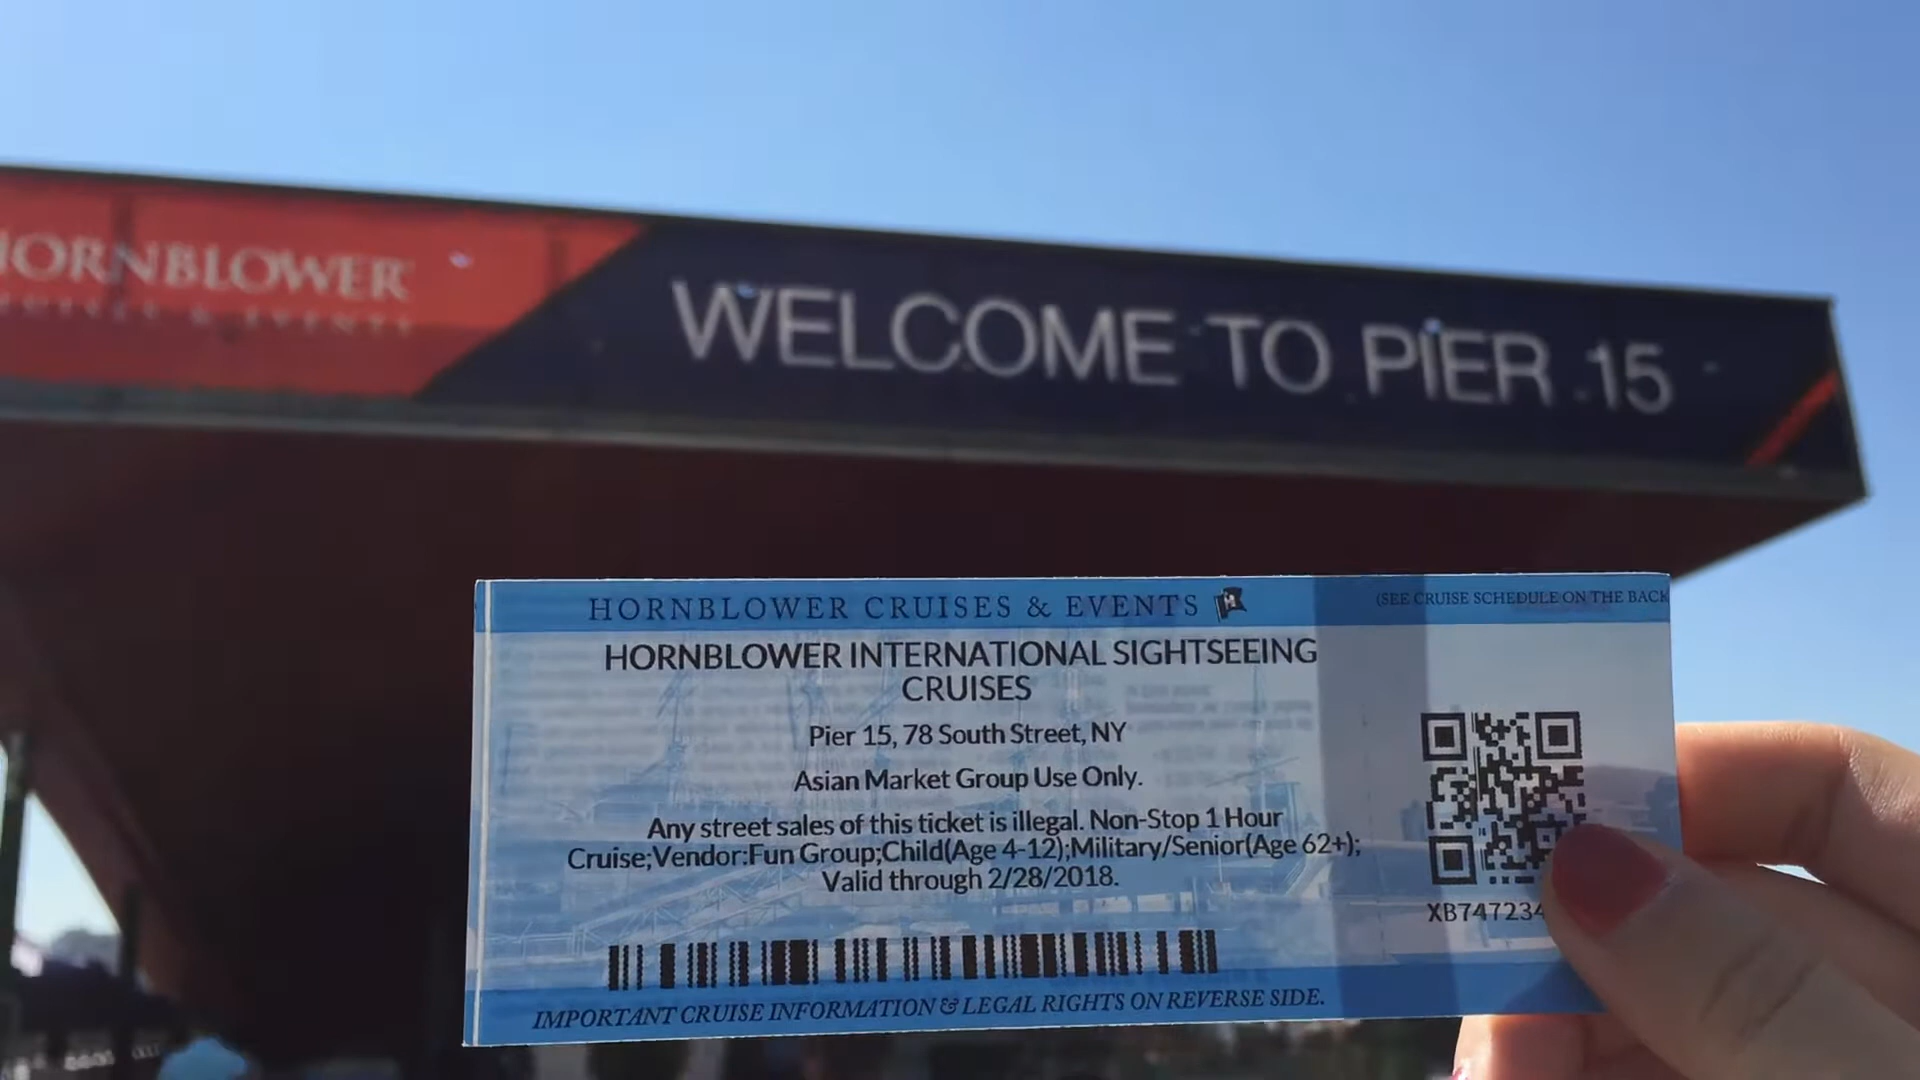 HORNBLOWER
WELCOME TO PIER 15
HORNBLOWER CRUISES & EVENTS
(SEE CRUISE SCHEDULE ON THE BACK
HORNBLOWER INTERNATIONAL SIGHTSEEING
CRUISES
Pier 15, 78 South Street, NY
Asian Market Group Use Only.
Any street sales of this ticket is illegal. Non-Stop 1 Hour
Cruise;Vendor:Fun Group;Child(Age 4-12);Military/Senior(Age 62+);
Valid through 2/28/2018.
XB747234
IMPORTANT CRUISE INFORMATION & LEGAL RIGHTS ON REVERSE SIDE.